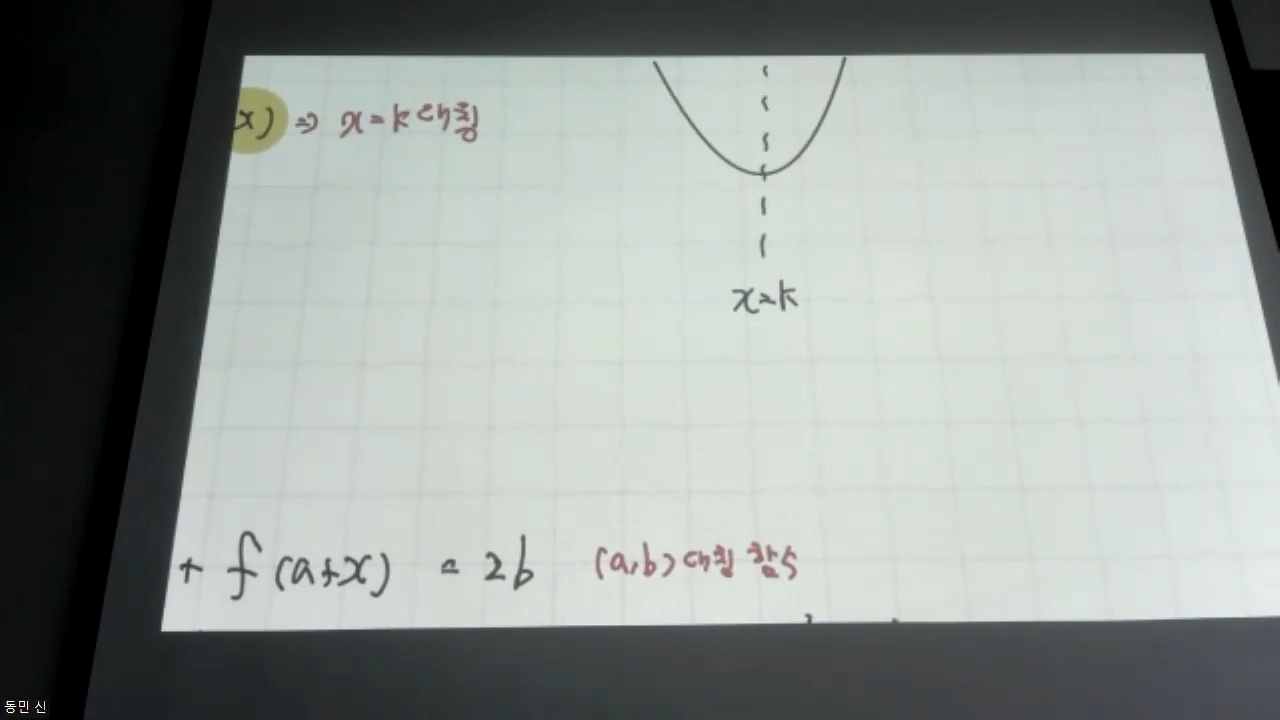 x) ⇒ x=k 대칭
x=k
+ f(a+x) = 2b (a,b) 대칭 함수
동민 신